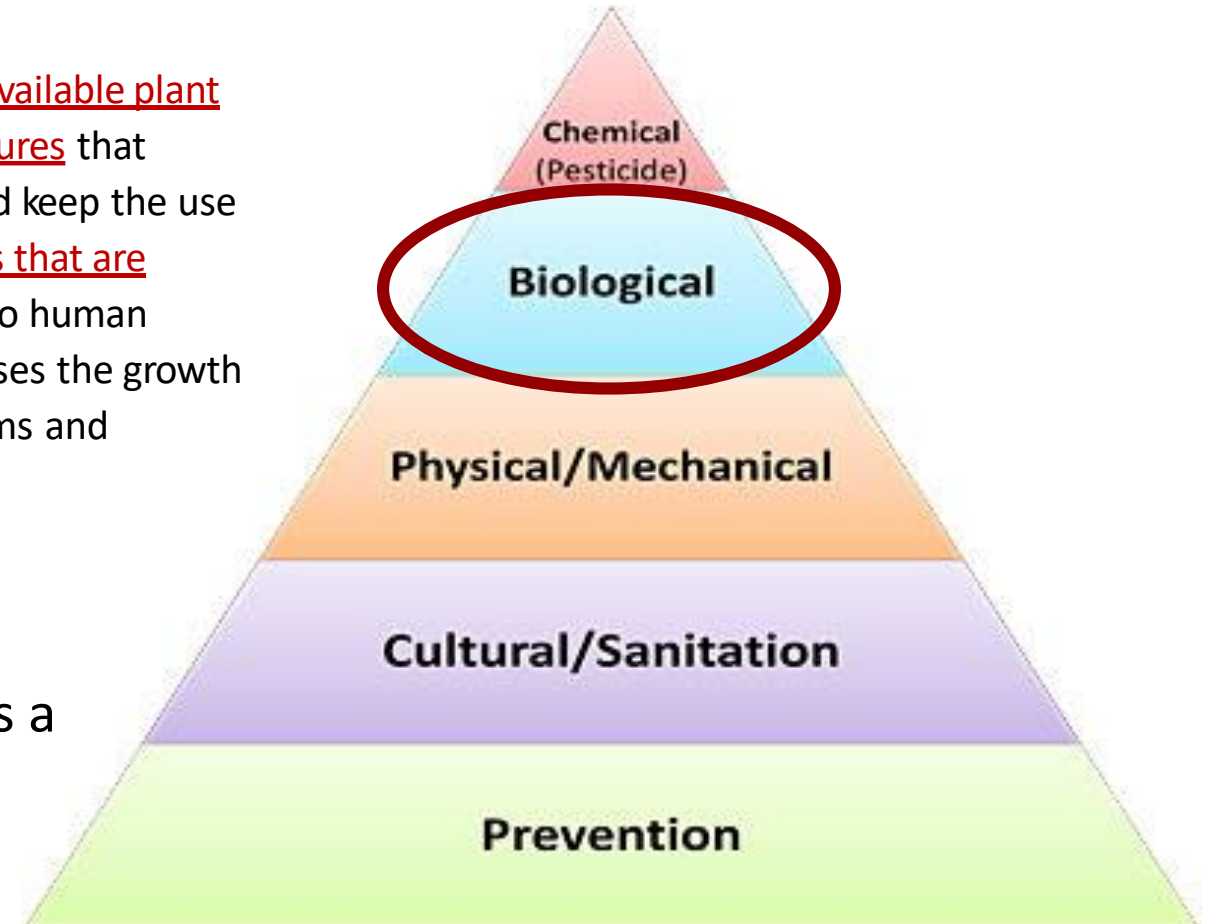 vailable plant
ures that
d keep the use
s that are
o human
ses the growth
ms and
s a
Chemical
(Pesticide)
Biological
Physical/Mechanical
Cultural/Sanitation
Prevention